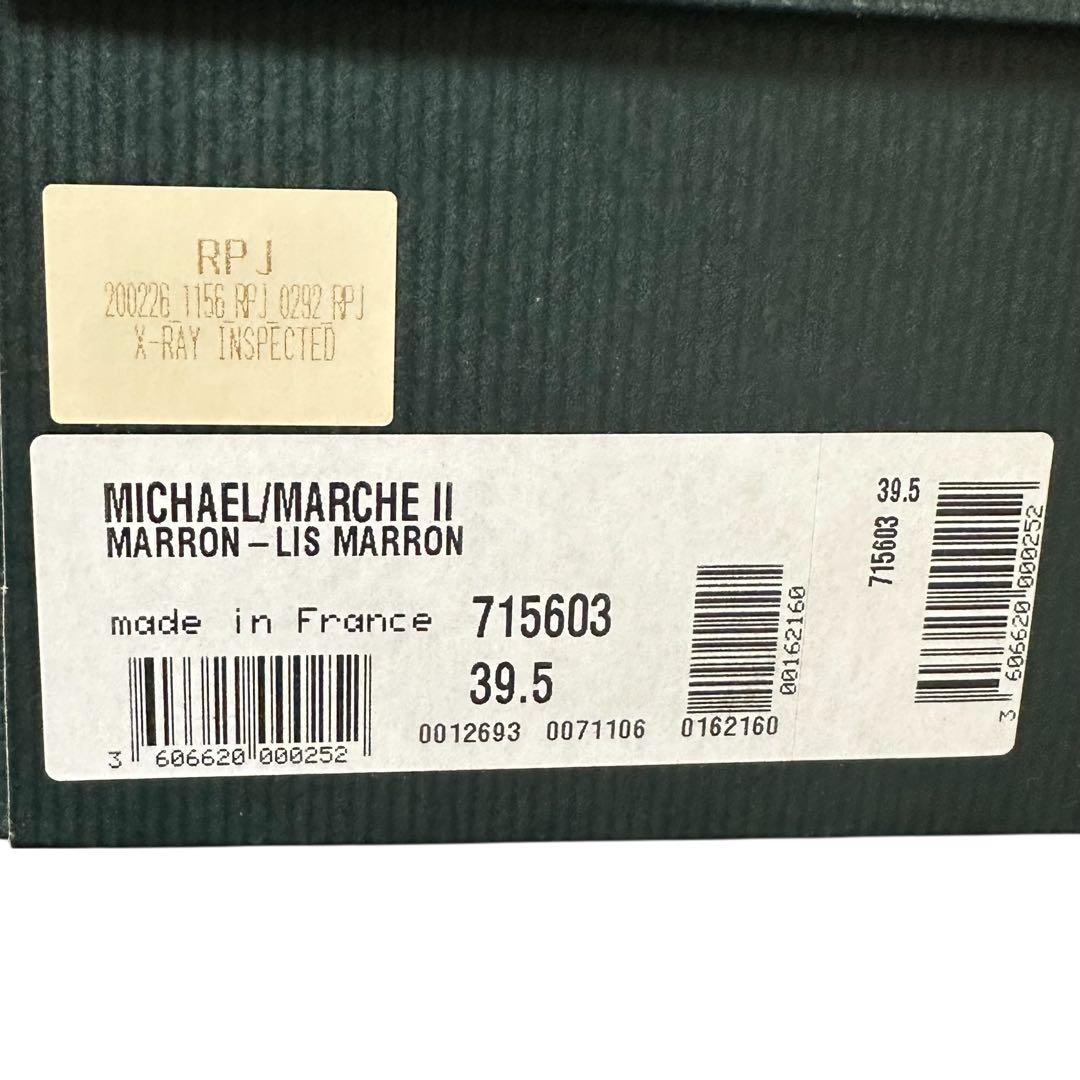 RPJ
200226_1156_RPJ_0292_RPJ
X-RAY INSPECTED
MICHAEL/MARCHE II
MARRON – LIS MARRON
made in France 715603
39.5
3 606620 000252
0012693 0071106 0162160
00162160
39.5
715603
3 606620 000252